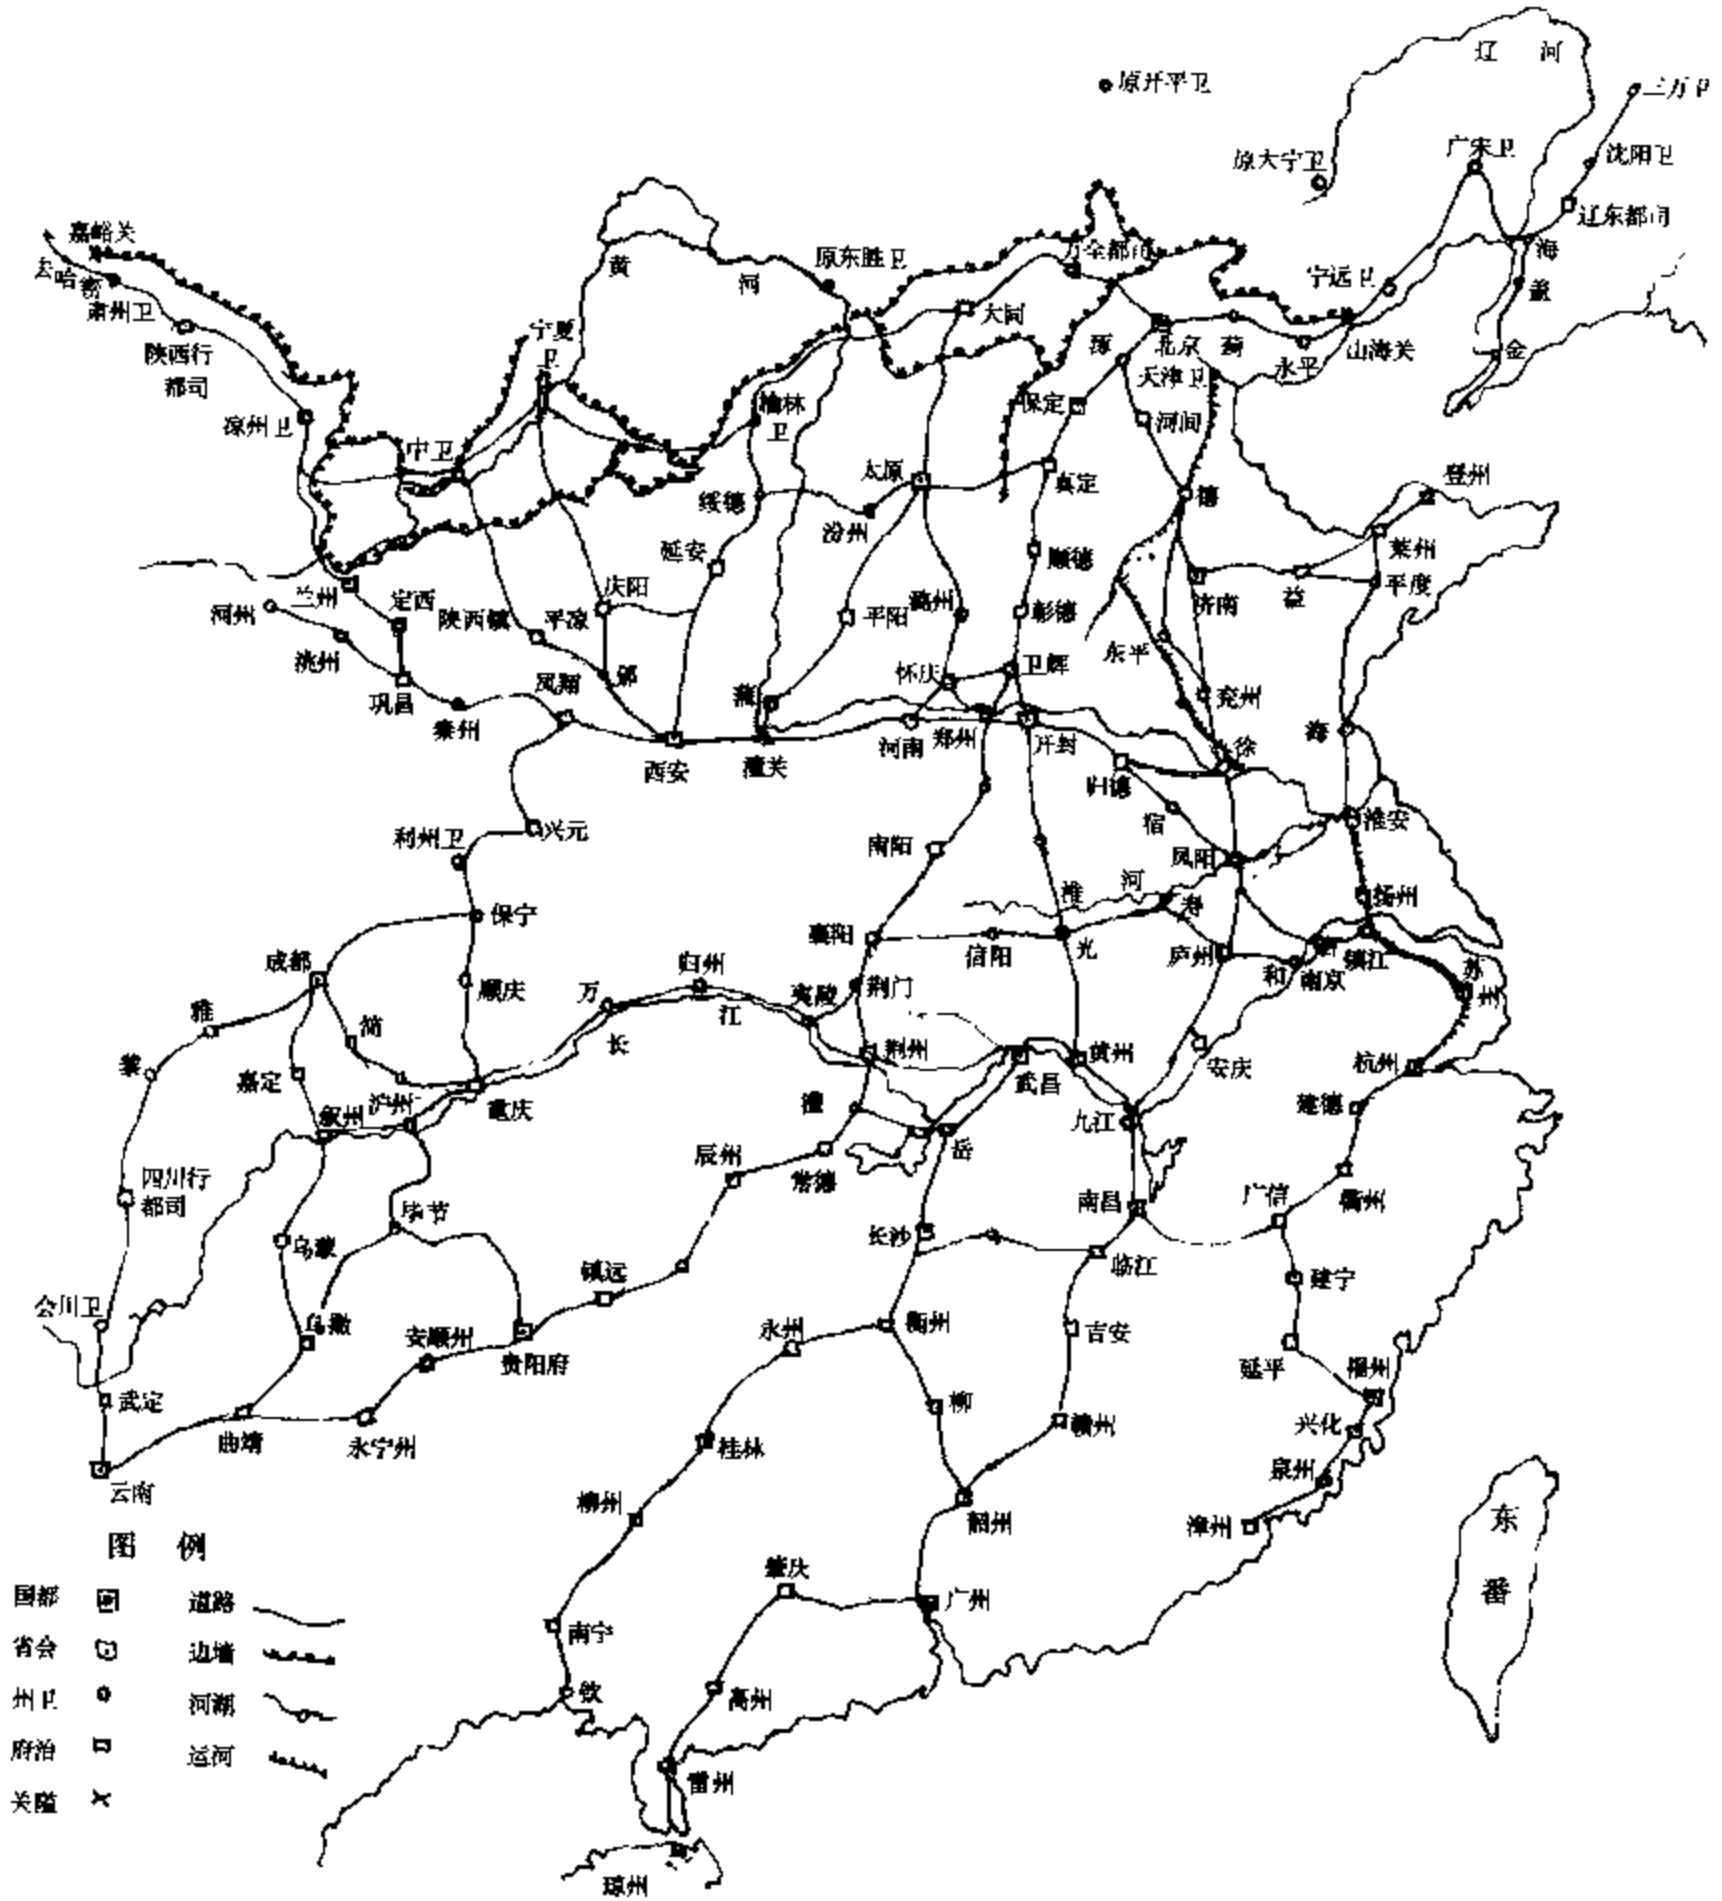 辽 河
原开平卫
三万卫
广宋卫
原大宁卫
沈阳卫
辽东都司
嘉峪关
去哈密
肃州卫
陕西行
都司
凉州卫
黄
河
原东胜卫
万全都司
宁远卫
海
盖
金
宁夏
卫
大同
涿
北京
蓟
永平
山海关
天津卫
保定
河间
榆林
卫
中卫
太原
真定
德
登州
绥德
汾州
莱州
延安
顺德
平度
济南
益
兰州
河州
定西
陕西镇
平凉
庆阳
平阳
潞州
彰德
东平
洮州
巩昌
秦州
凤翔
邠
蒲
怀庆
卫辉
兖州
西安
潼关
河南
郑州
开封
徐
海
归德
宿
淮安
利州卫
兴元
南阳
凤阳
淮
河
寿
扬州
保宁
襄阳
信阳
光
庐州
和
南京
镇江
苏
成都
顺庆
万
归州
夷陵
荆门
江
长
雅
简
黎
嘉定
泸州
重庆
叙州
荆州
武昌
黄州
安庆
杭州
建德
澧
九江
岳
辰州
常德
四川行
都司
毕节
乌蒙
长沙
南昌
广信
衢州
临江
镇远
建宁
会川卫
乌撒
安顺州
贵阳府
永州
衡州
吉安
延平
福州
武定
曲靖
永宁州
桂林
柳
赣州
兴化
泉州
云南
柳州
韶州
漳州
东
番
肇庆
广州
南宁
钦
高州
雷州
琼州
图 例
国都 道路
省会 边墙
州卫 河湖
府治 运河
关隘